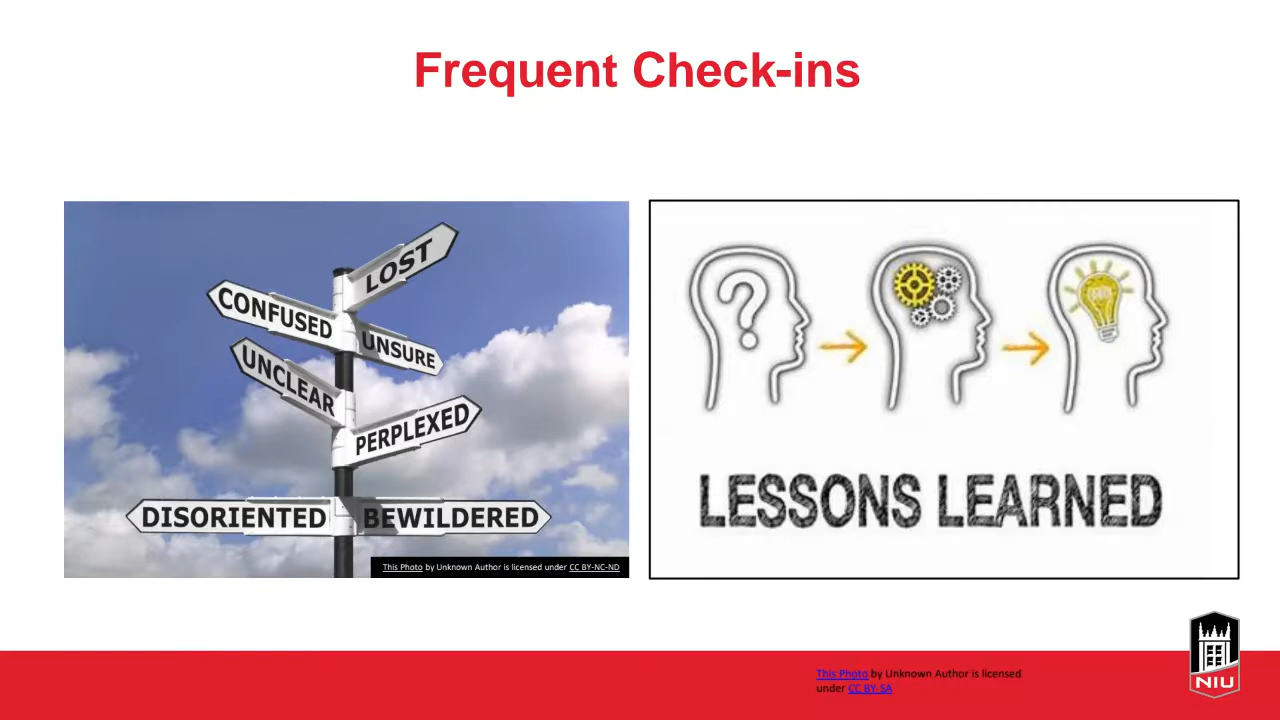 Frequent Check-ins
LOST
CONFUSED
UNSURE
UNCLEAR
PERPLEXED
DISORIENTED
BEWILDERED
This Photo by Unknown Author is licensed under CC BY-NC-ND
LESSONS LEARNED
This Photo by Unknown Author is licensed
under CC BY-SA
NIU